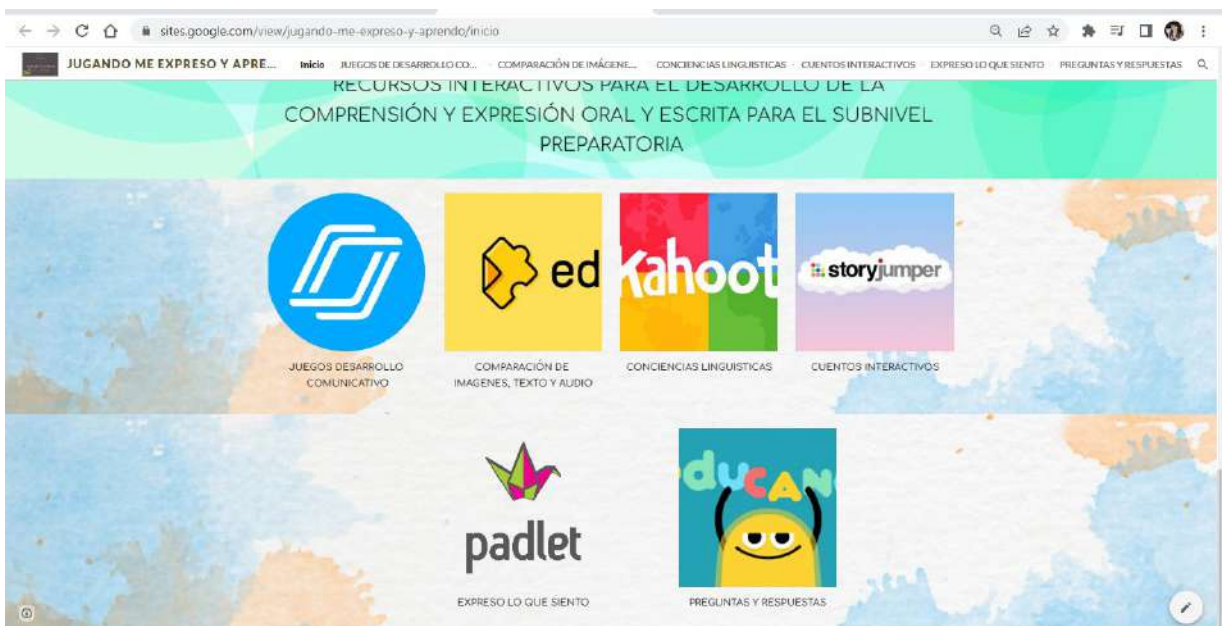 sites.google.com/view/jugando-me-expreso-y-aprendo/inicio
JUGANDO ME EXPRESO Y APRE... Inicio JUEGOS DE DESARROLLO CO... COMPARACIÓN DE IMÁGENE... CONCIENCIAS LINGUISTICAS CUENTOS INTERACTIVOS EXPRESO LO QUE SIENTO PREGUNTAS Y RESPUESTAS
RECURSOS INTERACTIVOS PARA EL DESARROLLO DE LA
COMPRENSIÓN Y EXPRESIÓN ORAL Y ESCRITA PARA EL SUBNIVEL
PREPARATORIA
ed
Kahoot
storyjumper
JUEGOS DESARROLLO
COMUNICATIVO
COMPARACIÓN DE
IMAGENES, TEXTO Y AUDIO
CONCIENCIAS LINGUISTICAS
CUENTOS INTERACTIVOS
padlet
ducan
EXPRESO LO QUE SIENTO
PREGUNTAS Y RESPUESTAS